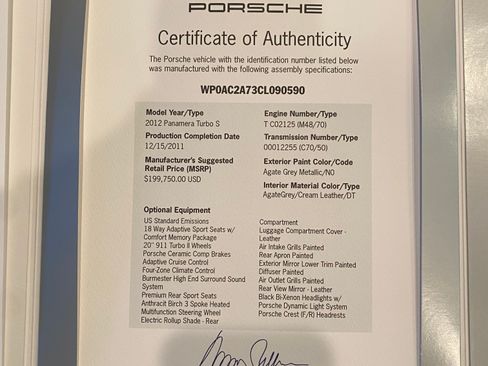 PORSCHE
Certificate of Authenticity
The Porsche vehicle with the identification number listed below
was manufactured with the following assembly specifications:
WP0AC2A73CL090590
Model Year/Type
2012 Panamera Turbo S
Production Completion Date
12/15/2011
Manufacturer's Suggested
Retail Price (MSRP)
$199,750.00 USD
Engine Number/Type
T C02125 (M48/70)
Transmission Number/Type
00012255 (C70/50)
Exterior Paint Color/Code
Agate Grey Metallic/N0
Interior Material Color/Type
AgateGrey/Cream Leather/DT
Optional Equipment
US Standard Emissions
18 Way Adaptive Sport Seats w/
Comfort Memory Package
20" 911 Turbo II Wheels
Porsche Ceramic Comp Brakes
Adaptive Cruise Control
Four-Zone Climate Control
Burmester High End Surround Sound
System
Premium Rear Sport Seats
Anthracit Birch 3 Spoke Heated
Multifunction Steering Wheel
Electric Rollup Shade - Rear
Compartment
Luggage Compartment Cover -
Leather
Air Intake Grills Painted
Rear Apron Painted
Exterior Mirror Lower Trim Painted
Diffuser Painted
Air Outlet Grills Painted
Rear View Mirror - Leather
Black Bi-Xenon Headlights w/
Porsche Dynamic Light System
Porsche Crest (F/R) Headrests